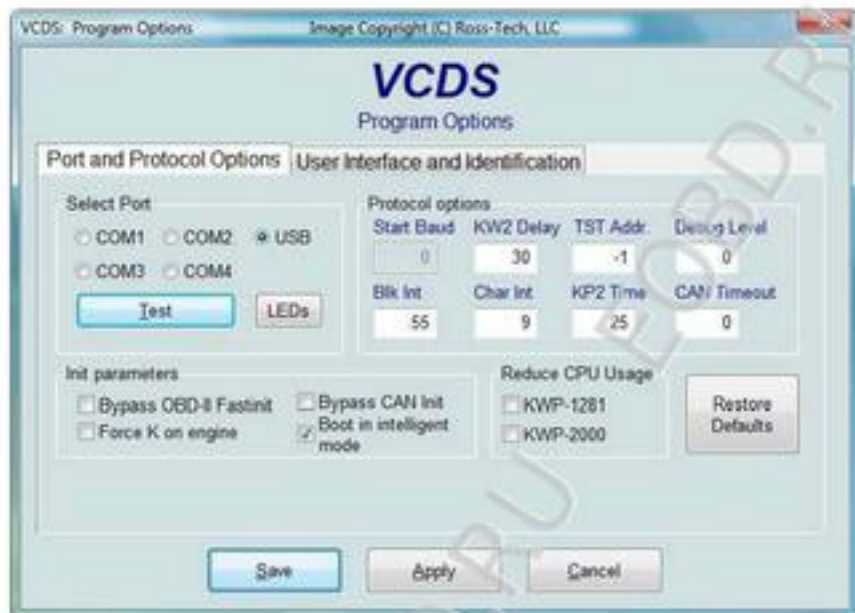 VCDS: Program Options Image Copyright (C) Ross-Tech, LLC
VCDS
Program Options
Port and Protocol Options User Interface and Identification
Select Port
COM1 COM2 USB
COM3 COM4
Test LEDs
Protocol options
Start Baud KW2 Delay TST Addr. Debug Level
0 30 -1 0
Blk Int Char Int KP2 Time CAN Timeout
55 9 25 0
Init parameters
Bypass OBD-II Fastinit Bypass CAN Init
Force K on engine Boot in intelligent
mode
Reduce CPU Usage
KWP-1281
KWP-2000
Restore
Defaults
Save Apply Cancel